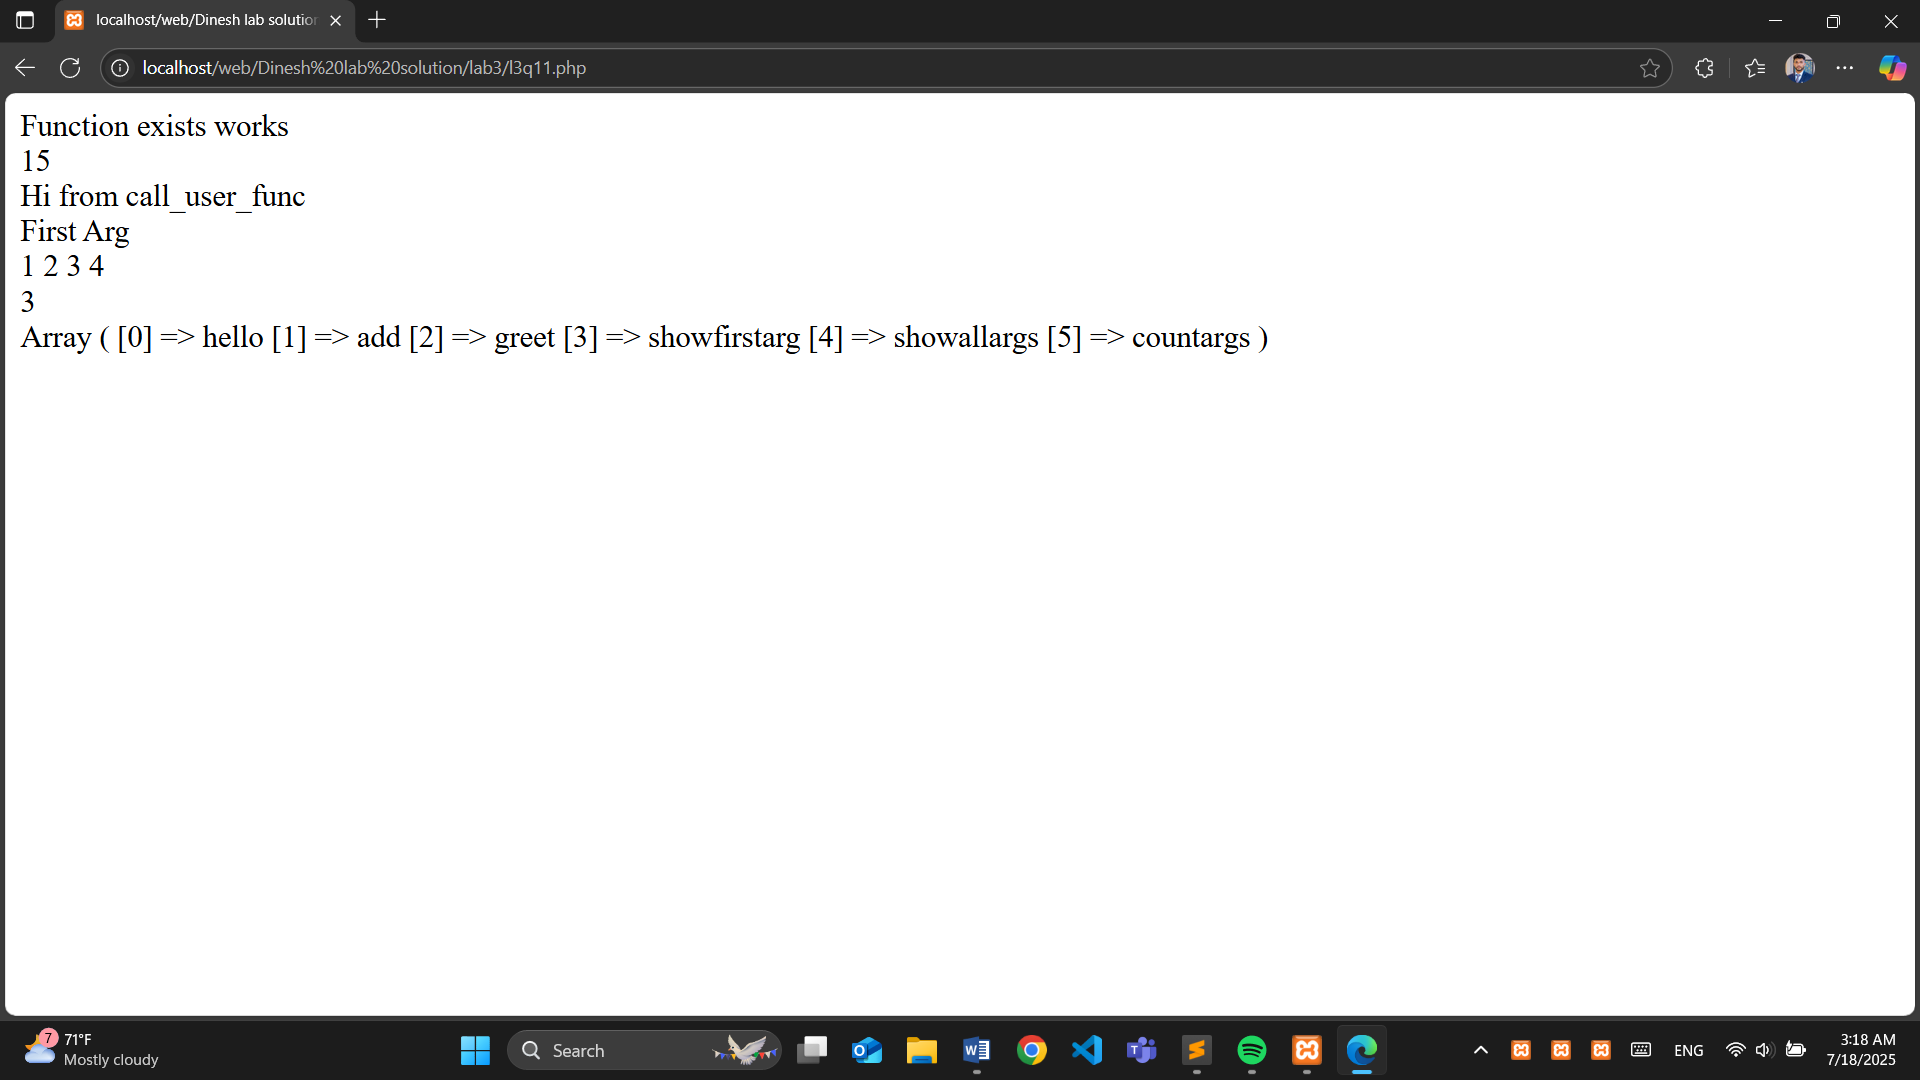 localhost/web/Dinesh lab solution
localhost/web/Dinesh%20lab%20solution/lab3/l3q11.php
Function exists works
15
Hi from call_user_func
First Arg
1 2 3 4
3
Array ( [0] => hello [1] => add [2] => greet [3] => showfirstarg [4] => showallargs [5] => countargs )
7
71°F
Mostly cloudy
Search
ENG
3:18 AM
7/18/2025